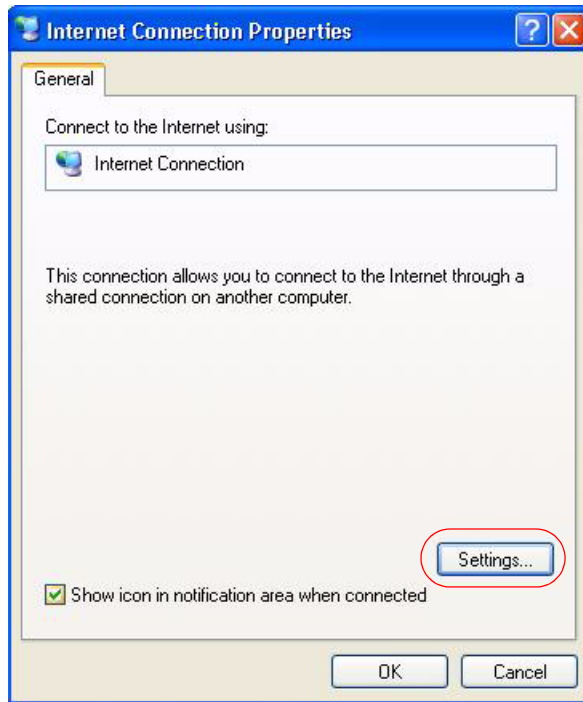 Internet Connection Properties
General
Connect to the Internet using:
Internet Connection
This connection allows you to connect to the Internet through a
shared connection on another computer.
Settings...
Show icon in notification area when connected
OK
Cancel